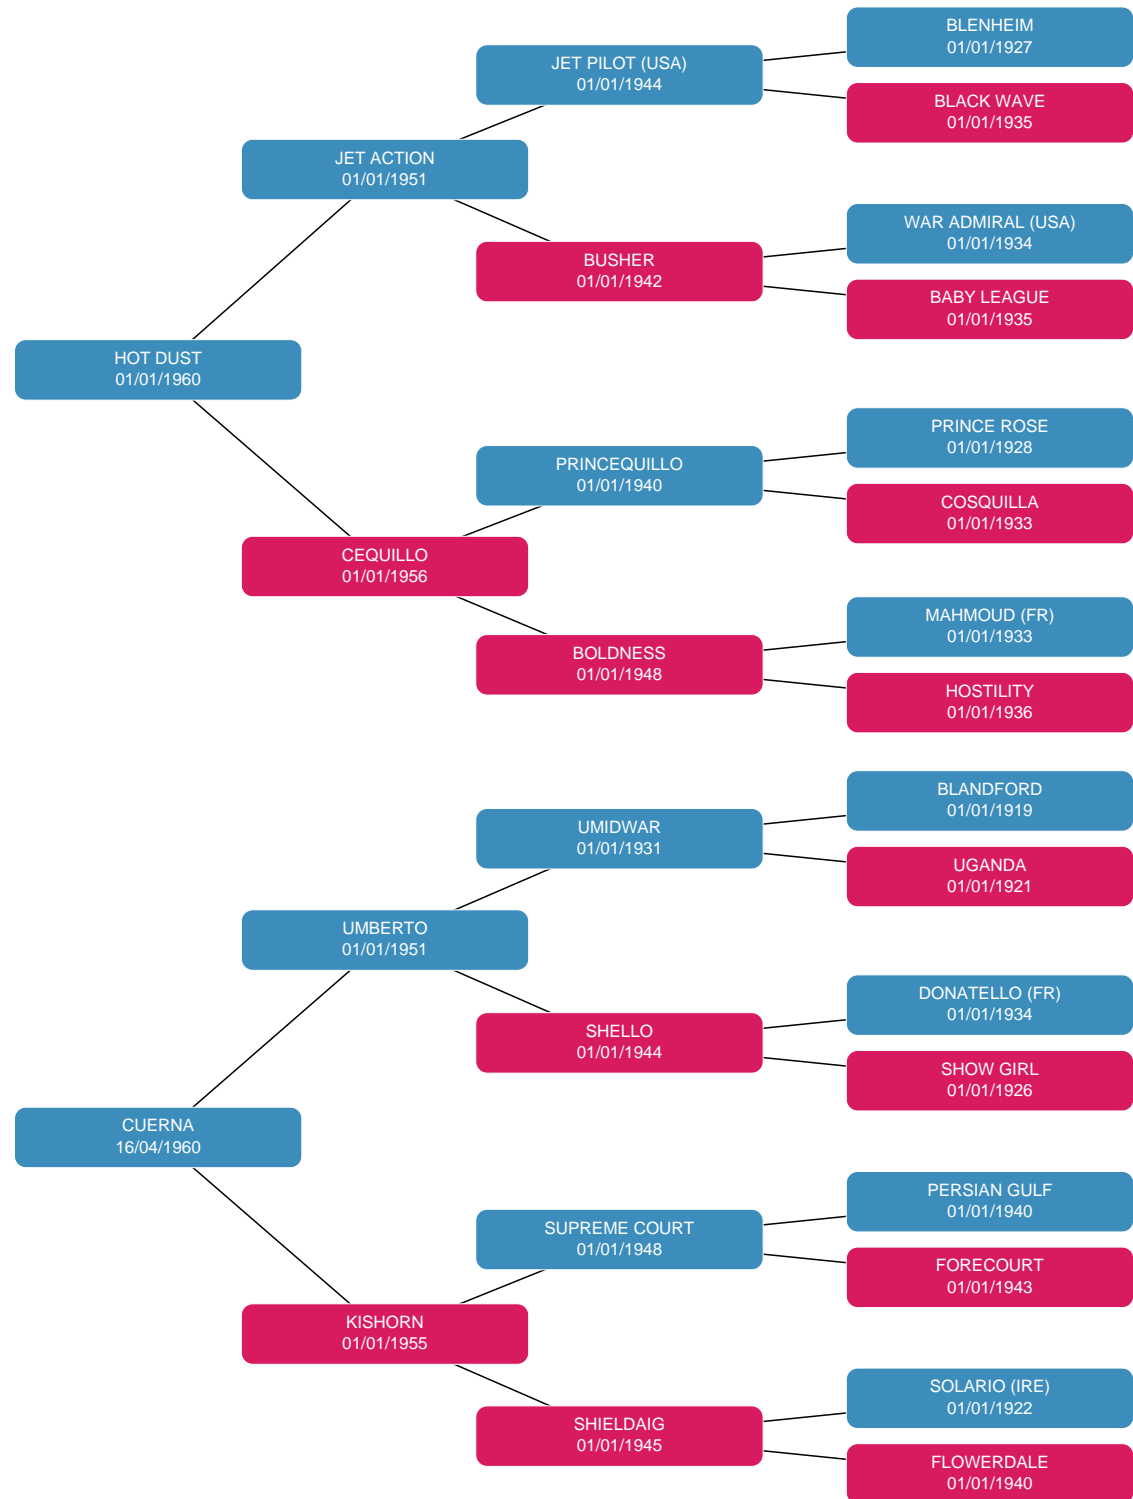 BLENHEIM
01/01/1927
JET PILOT (USA)
01/01/1944
BLACK WAVE
01/01/1935
JET ACTION
01/01/1951
WAR ADMIRAL (USA)
01/01/1934
BUSHER
01/01/1942
BABY LEAGUE
01/01/1935
HOT DUST
01/01/1960
PRINCE ROSE
01/01/1928
PRINCEQUILLO
01/01/1940
COSQUILLA
01/01/1933
CEQUILLO
01/01/1956
MAHMOUD (FR)
01/01/1933
BOLDNESS
01/01/1948
HOSTILITY
01/01/1936
BLANDFORD
01/01/1919
UMIDWAR
01/01/1931
UGANDA
01/01/1921
UMBERTO
01/01/1951
DONATELLO (FR)
01/01/1934
SHELLO
01/01/1944
SHOW GIRL
01/01/1926
CUERNA
16/04/1960
PERSIAN GULF
01/01/1940
SUPREME COURT
01/01/1948
FORECOURT
01/01/1943
KISHORN
01/01/1955
SOLARIO (IRE)
01/01/1922
SHIELDAIG
01/01/1945
FLOWERDALE
01/01/1940